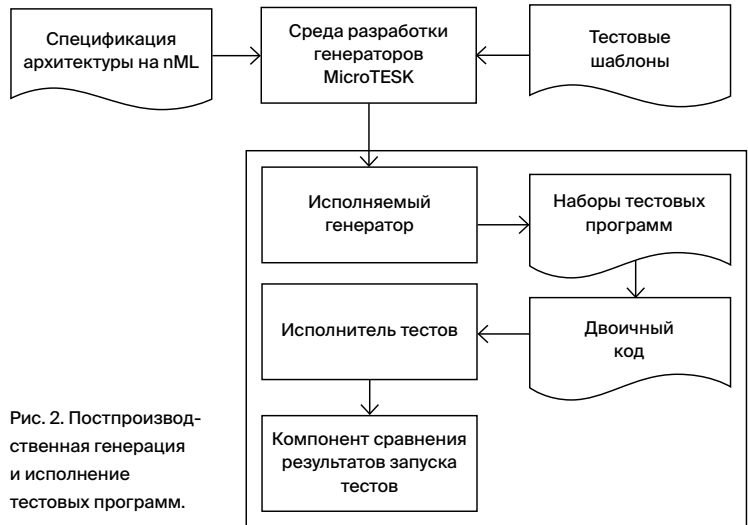 Спецификация
архитектуры на nML
Среда разработки
генераторов
MicroTESK
Тестовые
шаблоны
Исполняемый
генератор
Наборы тестовых
программ
Исполнитель тестов
Двоичный
код
Компонент сравнения
результатов запуска
тестов
Рис. 2. Постпроизвод-
ственная генерация
и исполнение
тестовых программ.